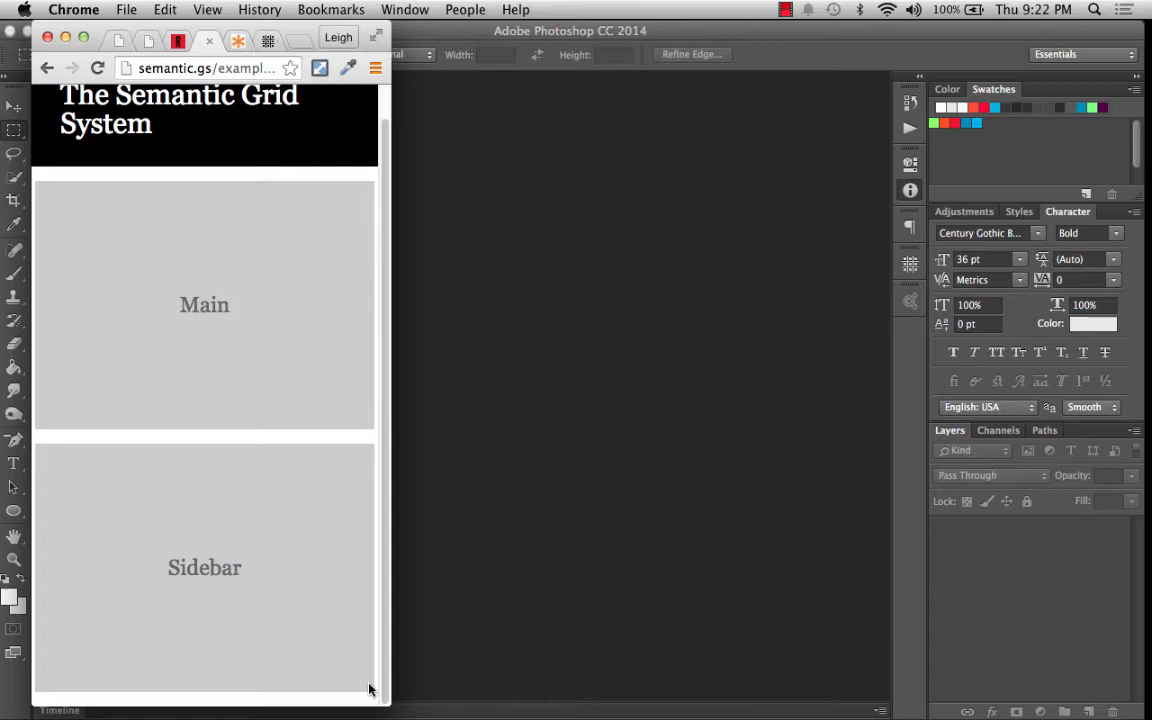 Chrome File Edit View History Bookmarks Window People Help 100% Thu 9:22 PM
Adobe Photoshop CC 2014
Leigh
Width: Height: Refine Edge... Essentials
semantic.gs/exampl...
The Semantic Grid
System
Main
Sidebar
Color Swatches
Adjustments Styles Character
Century Gothic B... Bold
36 pt (Auto)
Metrics 0
100% 100%
0 pt Color:
English: USA aa Smooth
Layers Channels Paths
Kind
Pass Through Opacity:
Lock: Fill:
Timeline